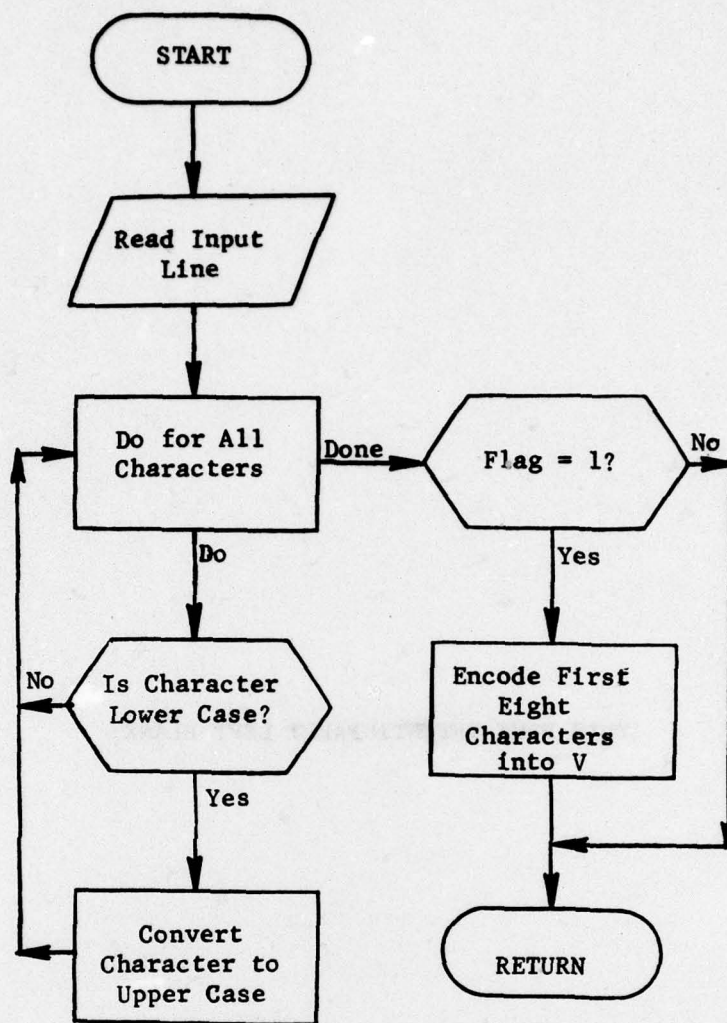 START
Read Input
Line
Do for All
Characters
Done
Flag = 1?
No
Do
Yes
Is Character
Lower Case?
No
Encode First
Eight
Characters
into V
Yes
Convert
Character to
Upper Case
RETURN